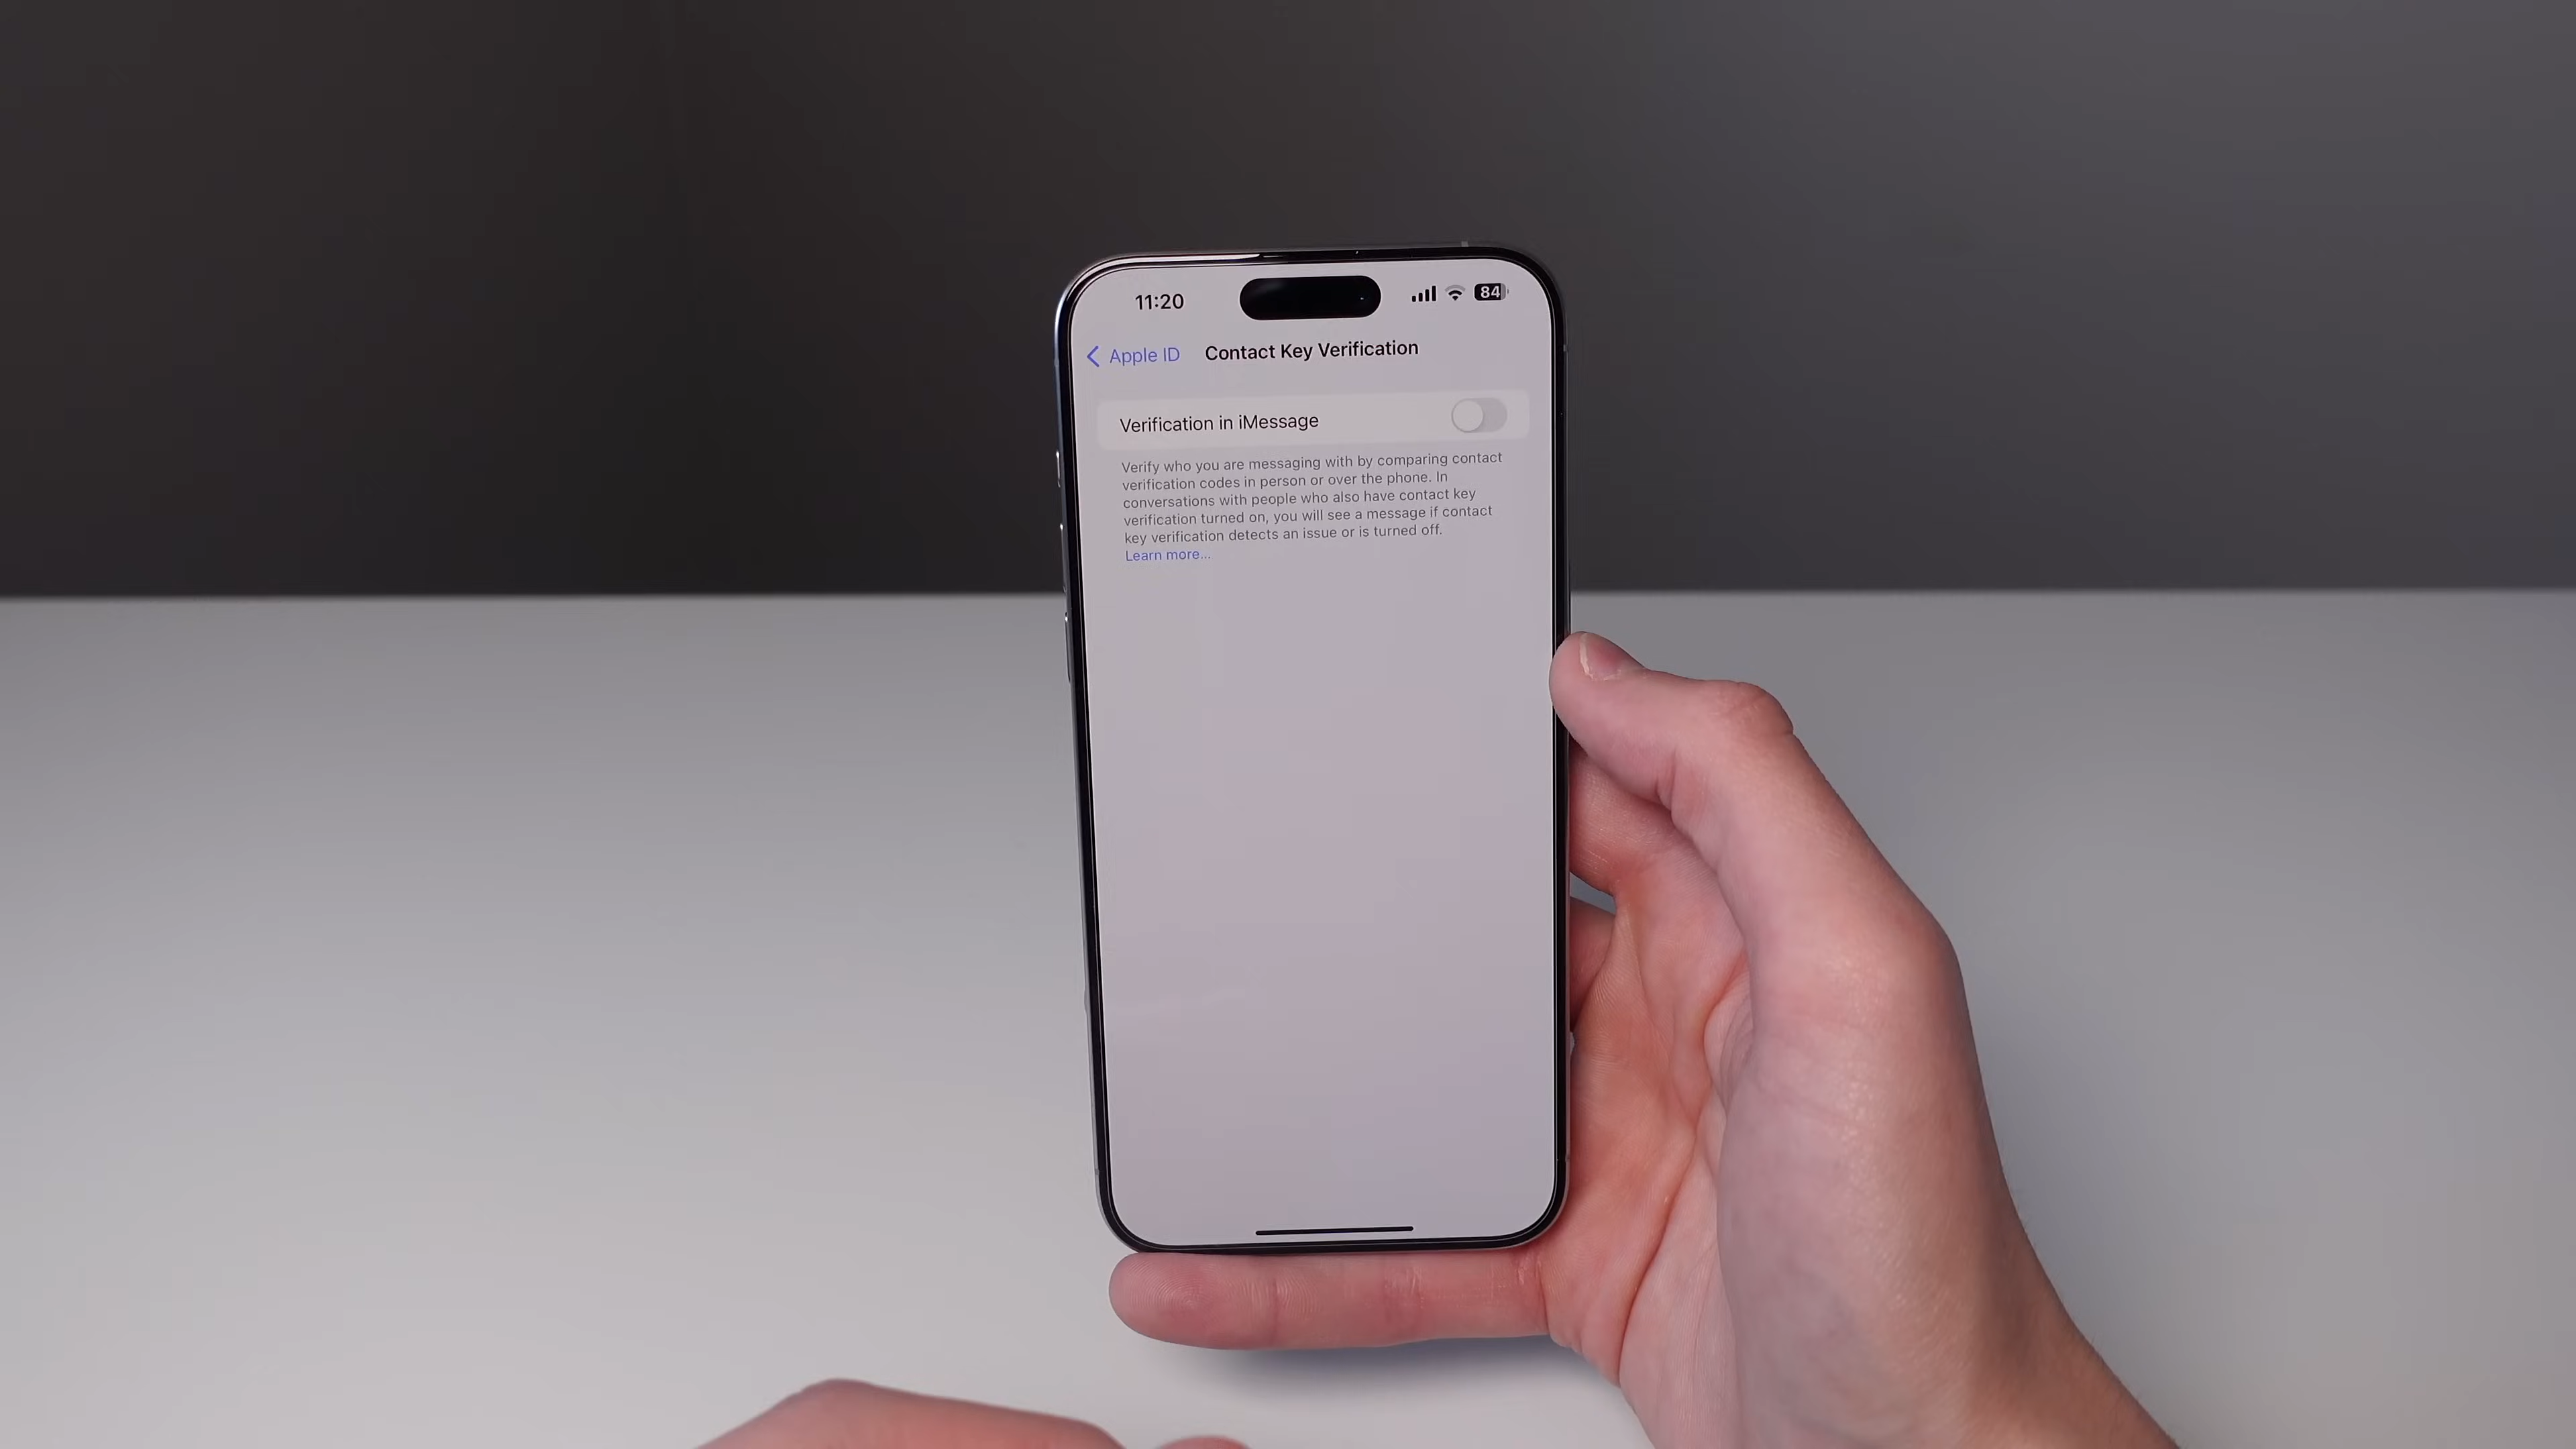 11:20
84
Apple ID
Contact Key Verification
Verification in iMessage
Verify who you are messaging with by comparing contact
verification codes in person or over the phone. In
conversations with people who also have contact key
verification turned on, you will see a message if contact
key verification detects an issue or is turned off.
Learn more...